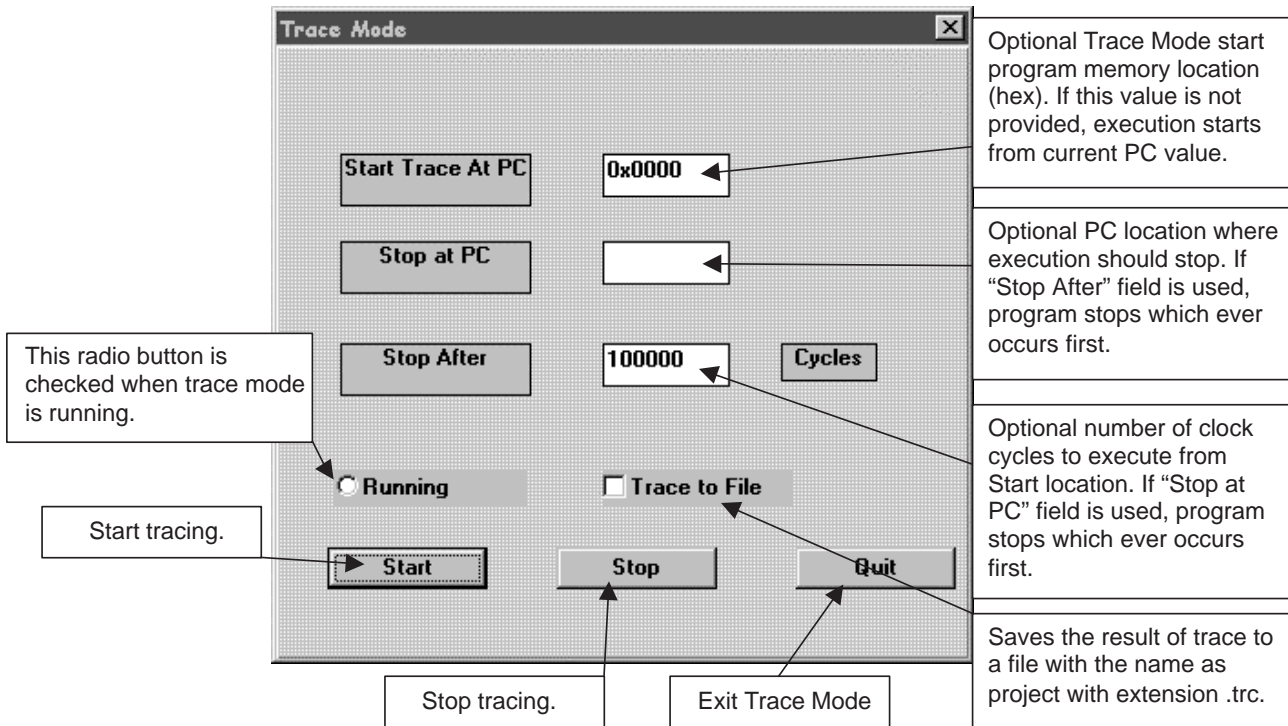 Trace Mode
Start Trace At PC
0x0000
Stop at PC
Stop After
100000
Cycles
Running
Trace to File
Start
Stop
Quit
Optional Trace Mode start
program memory location
(hex). If this value is not
provided, execution starts
from current PC value.
Optional PC location where
execution should stop. If
“Stop After” field is used,
program stops which ever
occurs first.
Optional number of clock
cycles to execute from
Start location. If “Stop at
PC” field is used, program
stops which ever occurs
first.
Saves the result of trace to
a file with the name as
project with extension .trc.
This radio button is
checked when trace mode
is running.
Start tracing.
Stop tracing.
Exit Trace Mode